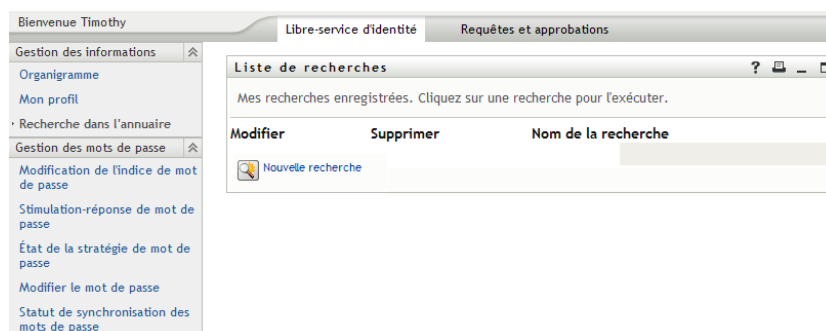 Bienvenue Timothy
Libre-service d'identité
Requêtes et approbations
Gestion des informations
Organigramme
Mon profil
Recherche dans l'annuaire
Gestion des mots de passe
Modification de l'indice de mot
de passe
Stimulation-réponse de mot de
passe
État de la stratégie de mot de
passe
Modifier le mot de passe
Statut de synchronisation des
mots de passe
Liste de recherches
?
Mes recherches enregistrées. Cliquez sur une recherche pour l'exécuter.
Modifier Supprimer Nom de la recherche
Nouvelle recherche